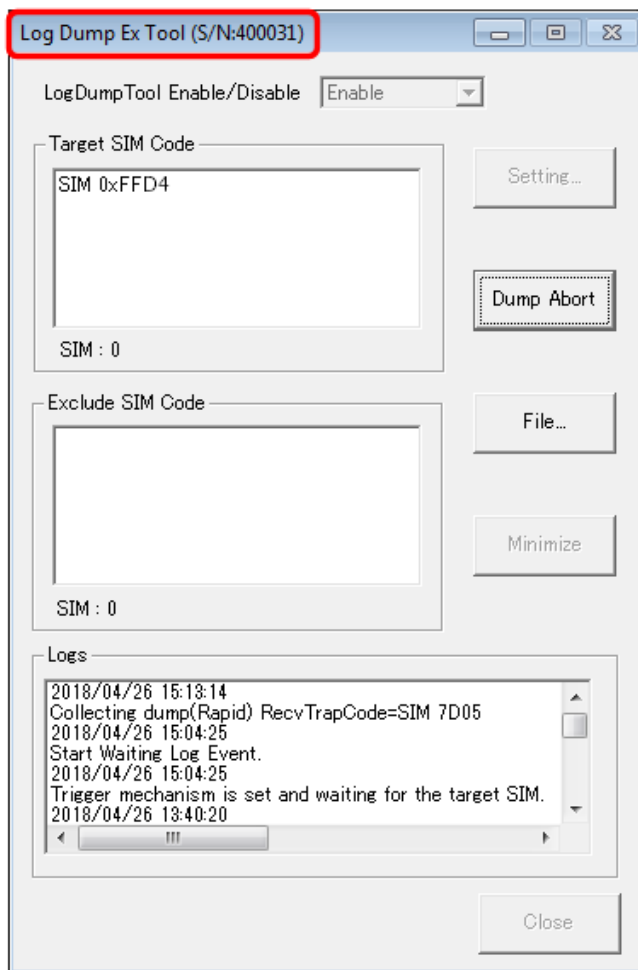 Log Dump Ex Tool (S/N:400031)
LogDumpTool Enable/Disable Enable
Target SIM Code
SIM 0xFFD4
SIM : 0
Setting...
Dump Abort
Exclude SIM Code
SIM : 0
File...
Minimize
Logs
2018/04/26 15:13:14
Collecting dump(Rapid) RecvTrapCode=SIM 7D05
2018/04/26 15:04:25
Start Waiting Log Event.
2018/04/26 15:04:25
Trigger mechanism is set and waiting for the target SIM.
2018/04/26 13:40:20
Close